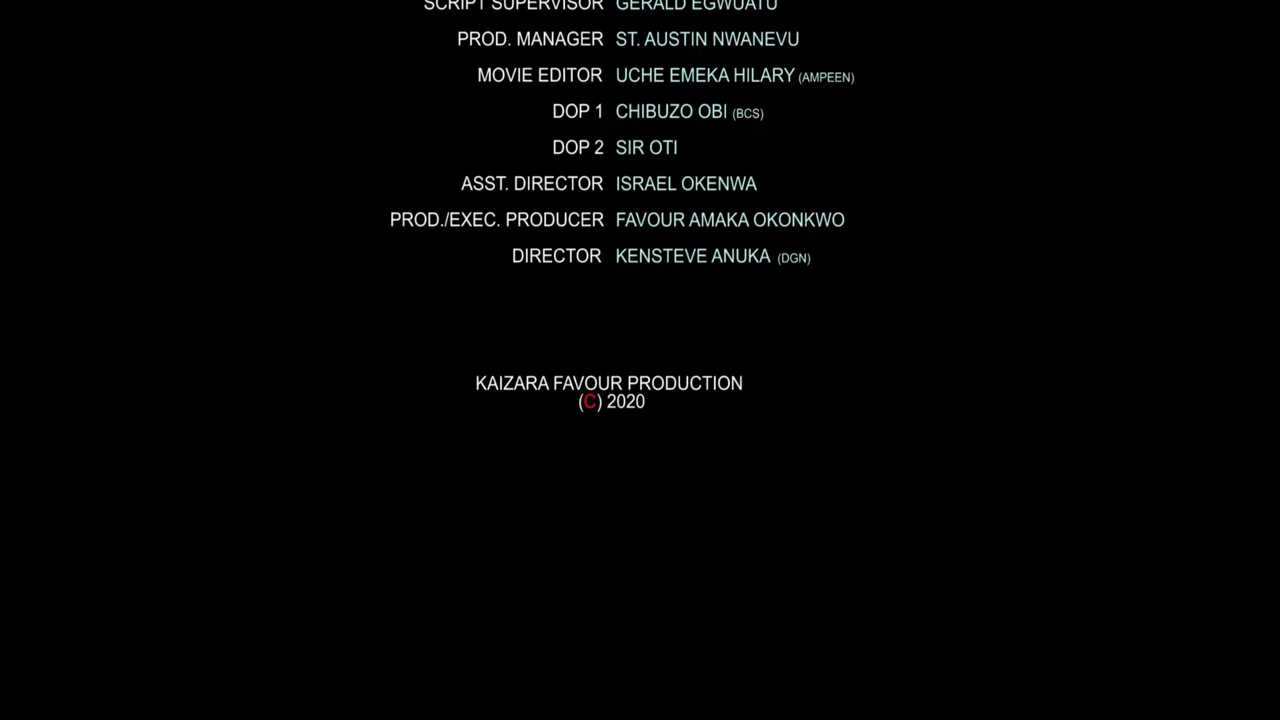 SCRIPT SUPERVISOR GERALD EGWUATU
PROD. MANAGER ST. AUSTIN NWANEVU
MOVIE EDITOR UCHE EMEKA HILARY (AMPEEN)
DOP 1 CHIBUZO OBI (BCS)
DOP 2 SIR OTI
ASST. DIRECTOR ISRAEL OKENWA
PROD./EXEC. PRODUCER FAVOUR AMAKA OKONKWO
DIRECTOR KENSTEVE ANUKA (DGN)
KAIZARA FAVOUR PRODUCTION
(C) 2020